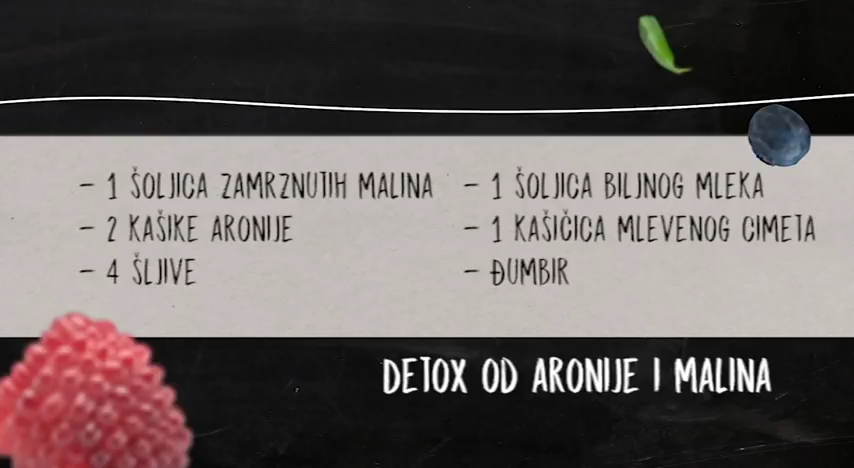 - 1 ŠOLJICA ZAMRZNUTIH MALINA
- 2 KAŠIKE ARONIJE
- 4 ŠLJIVE
- 1 ŠOLJICA BILJNOG MLEKA
- 1 KAŠIČICA MLEVENOG CIMETA
- ĐUMBIR
DETOX OD ARONIJE I MALINA